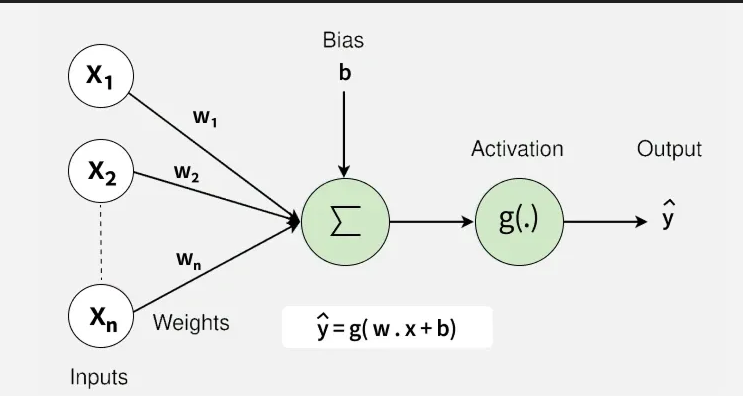 Bias
b
X₁
w₁
X₂
w₂
Activation
Output
Σ
g(.)
ŷ
wₙ
Xₙ
Weights
ŷ = g( w . x + b)
Inputs